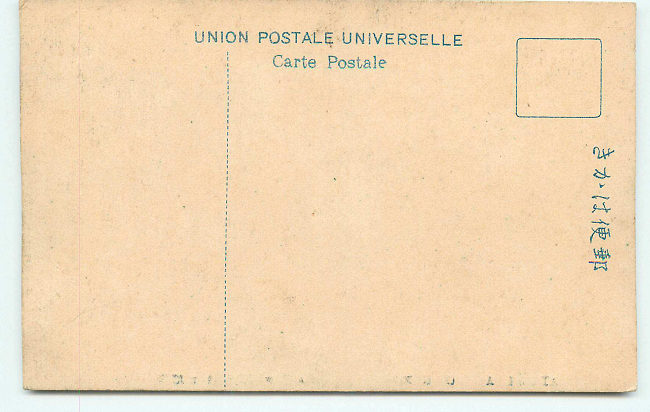 UNION POSTALE UNIVERSELLE
Carte Postale
きかは便郵